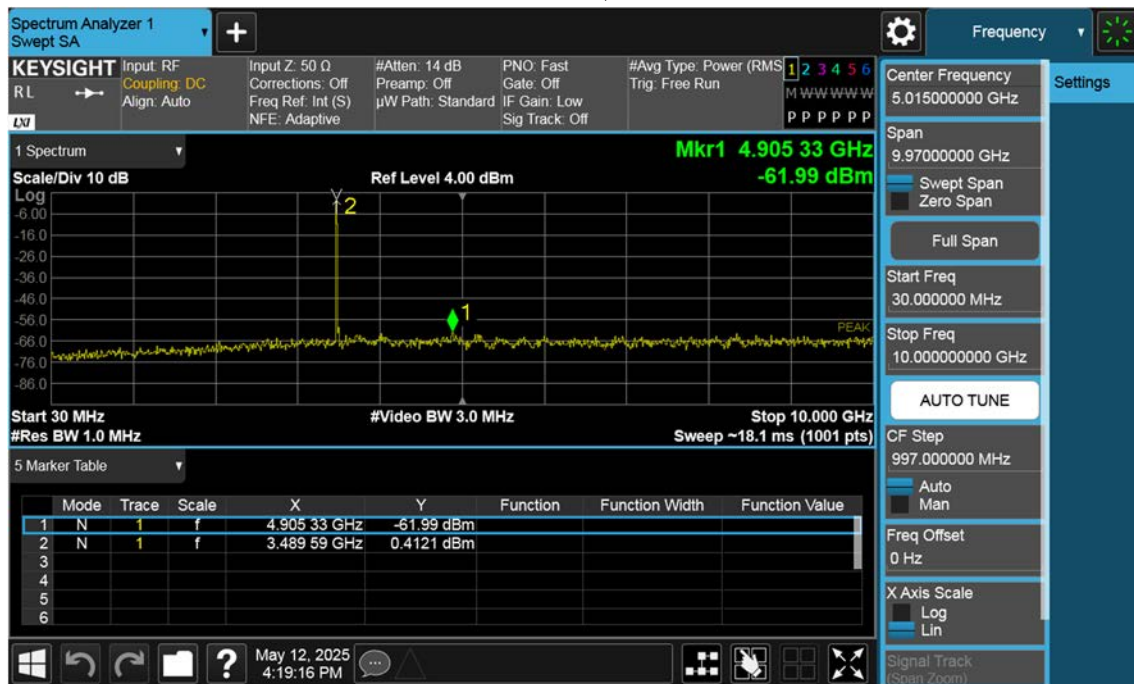 Spectrum Analyzer 1
Swept SA
+
Frequency
KEYSIGHT
RL
LXI
Input: RF
Coupling: DC
Align: Auto
Input Z: 50 Ω
Corrections: Off
Freq Ref: Int (S)
NFE: Adaptive
#Atten: 14 dB
Preamp: Off
µW Path: Standard
PNO: Fast
Gate: Off
IF Gain: Low
Sig Track: Off
#Avg Type: Power (RMS
Trig: Free Run
1 2 3 4 5 6
M W W W W W
P P P P P P
1 Spectrum
Scale/Div 10 dB
Ref Level 4.00 dBm
Mkr1 4.905 33 GHz
-61.99 dBm
Log
-6.00
-16.0
-26.0
-36.0
-46.0
-56.0
-66.0
-76.0
-86.0
2
1
PEAK
Start 30 MHz
#Video BW 3.0 MHz
Stop 10.000 GHz
#Res BW 1.0 MHz
Sweep ~18.1 ms (1001 pts)
5 Marker Table
Mode Trace Scale X Y Function Function Width Function Value
1 N 1 f 4.905 33 GHz -61.99 dBm
2 N 1 f 3.489 59 GHz 0.4121 dBm
3
4
5
6
?
May 12, 2025
4:19:16 PM
Center Frequency
5.015000000 GHz
Settings
Span
9.97000000 GHz
Swept Span
Zero Span
Full Span
Start Freq
30.000000 MHz
Stop Freq
10.000000000 GHz
AUTO TUNE
CF Step
997.000000 MHz
Auto
Man
Freq Offset
0 Hz
X Axis Scale
Log
Lin
Signal Track
(Span Zoom)